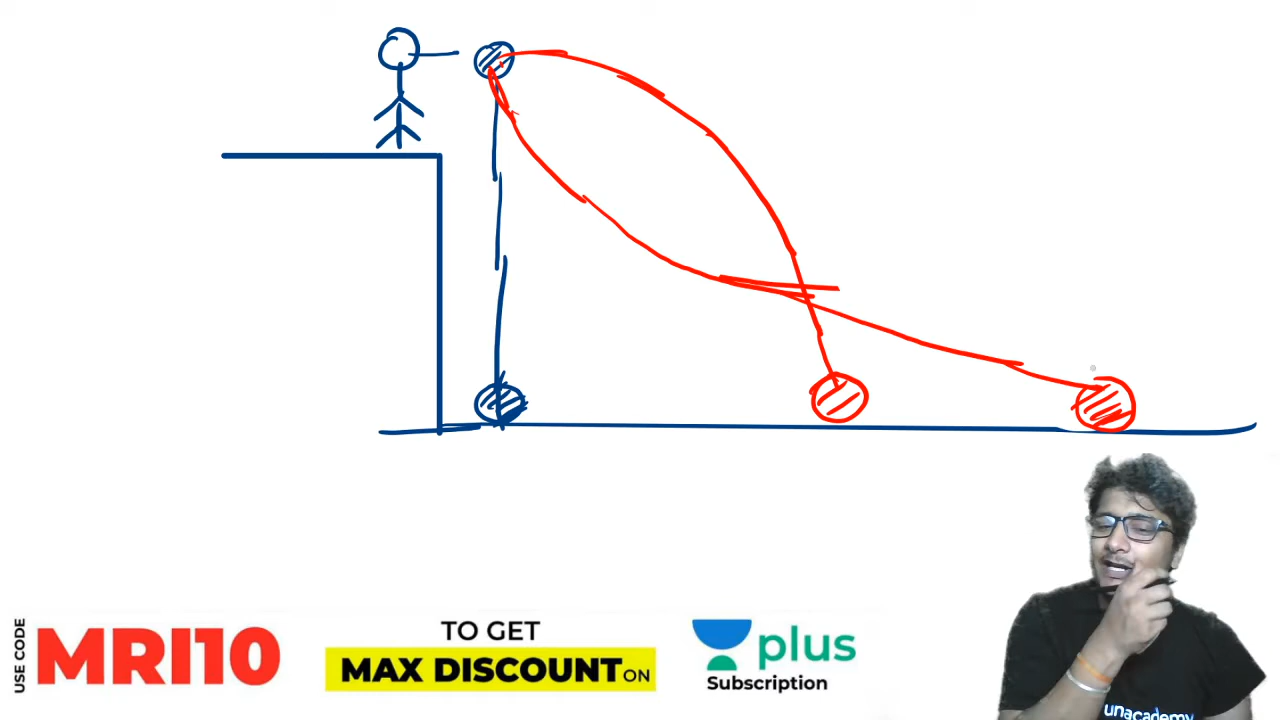 USE CODE
MRI10
TO GET
MAX DISCOUNT ON
plus
Subscription
unacademy